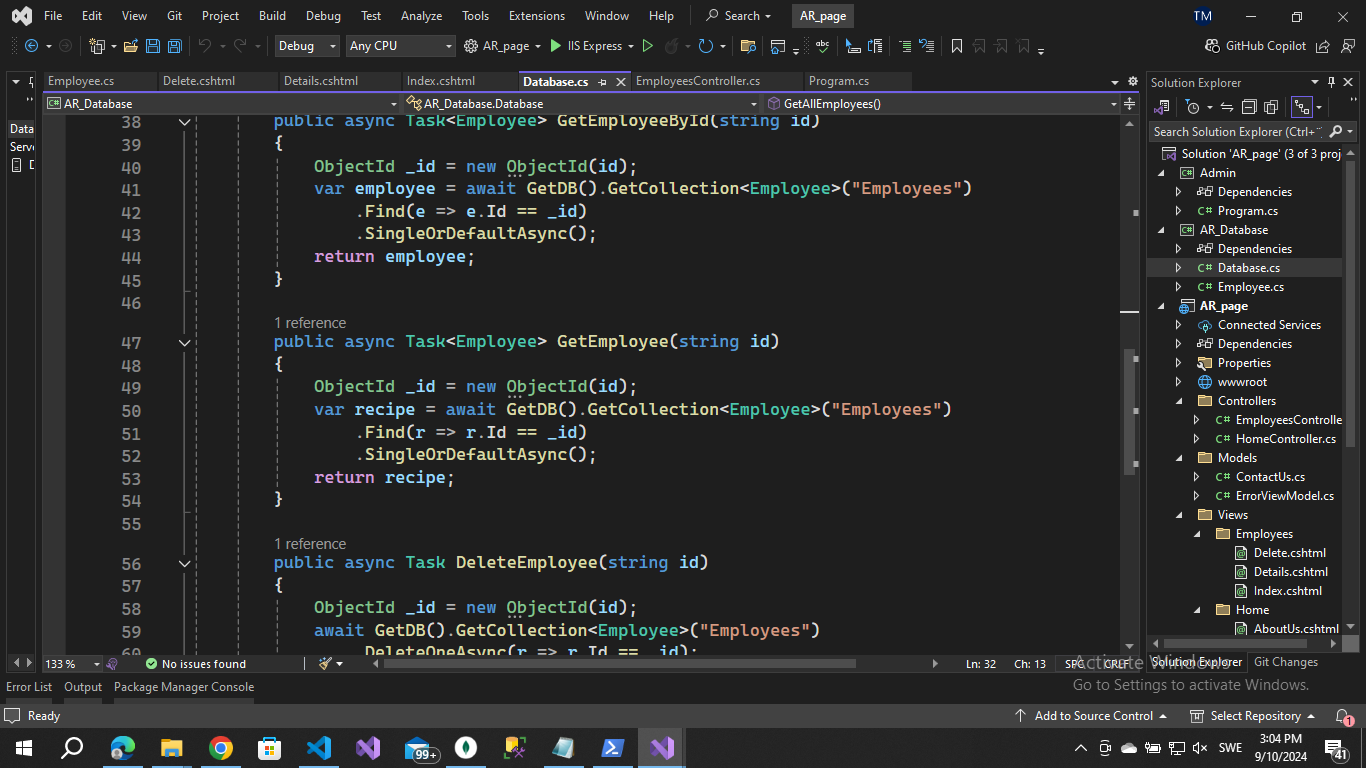 File Edit View Git Project Build Debug Test Analyze Tools Extensions Window Help Search AR_page TM
Debug Any CPU AR_page IIS Express GitHub Copilot
Employee.cs Delete.cshtml Details.cshtml Index.cshtml Database.cs EmployeesController.cs Program.cs
AR_Database AR_Database.Database GetAllEmployees()
Data
Serv
38 public async Task<Employee> GetEmployeeById(string id)
39 {
40 ObjectId _id = new ObjectId(id);
41 var employee = await GetDB().GetCollection<Employee>("Employees")
42 .Find(e => e.Id == _id)
43 .SingleOrDefaultAsync();
44 return employee;
45 }
46
1 reference
47 public async Task<Employee> GetEmployee(string id)
48 {
49 ObjectId _id = new ObjectId(id);
50 var recipe = await GetDB().GetCollection<Employee>("Employees")
51 .Find(r => r.Id == _id)
52 .SingleOrDefaultAsync();
53 return recipe;
54 }
55
1 reference
56 public async Task DeleteEmployee(string id)
57 {
58 ObjectId _id = new ObjectId(id);
59 await GetDB().GetCollection<Employee>("Employees")
60 .DeleteOneAsync(r => r.Id == _id);
133 % No issues found Ln: 32 Ch: 13 SPC CRLF
Solution Explorer
Search Solution Explorer (Ctrl+
Solution 'AR_page' (3 of 3 proj
Admin
Dependencies
C# Program.cs
AR_Database
Dependencies
C# Database.cs
C# Employee.cs
AR_page
Connected Services
Dependencies
Properties
wwwroot
Controllers
C# EmployeesControlle
C# HomeController.cs
Models
C# ContactUs.cs
C# ErrorViewModel.cs
Views
Employees
Delete.cshtml
Details.cshtml
Index.cshtml
Home
AboutUs.cshtml
Solution Explorer Git Changes
Activate Windows
Go to Settings to activate Windows.
Error List Output Package Manager Console
Ready Add to Source Control Select Repository 1
99+ SWE 3:04 PM
9/10/2024 41